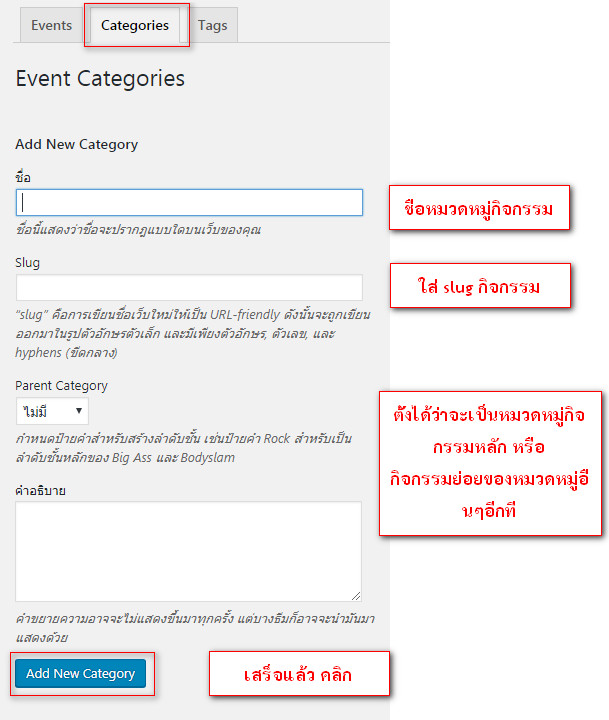 Events Categories Tags
Event Categories
Add New Category
ชื่อ
ชื่อนี้แสดงว่าชื่อจะปรากฏแบบใดบนเว็บของคุณ
ชื่อหมวดหมู่กิจกรรม
Slug
ใส่ slug กิจกรรม
“slug” คือการเขียนชื่อเว็บใหม่ให้เป็น URL-friendly ดังนั้นจะถูกเขียน
ออกมาในรูปตัวอักษรตัวเล็ก และมีเพียงตัวอักษร, ตัวเลข, และ
hyphens (ขีดกลาง)
Parent Category
ไม่มี
กำหนดป้ายคำสำหรับสร้างลำดับชั้น เช่นป้ายคำ Rock สำหรับเป็น
ลำดับชั้นหลักของ Big Ass และ Bodyslam
ตั้งได้ว่าจะเป็นหมวดหมู่กิจ
กรรมหลัก หรือ
กิจกรรมย่อยของหมวดหมู่อื่
นๆอีกที
คำอธิบาย
คำขยายความอาจจะไม่แสดงขึ้นมาทุกครั้ง แต่บางธีมก็อาจจะนำมันมา
แสดงด้วย
Add New Category
เสร็จแล้ว คลิก